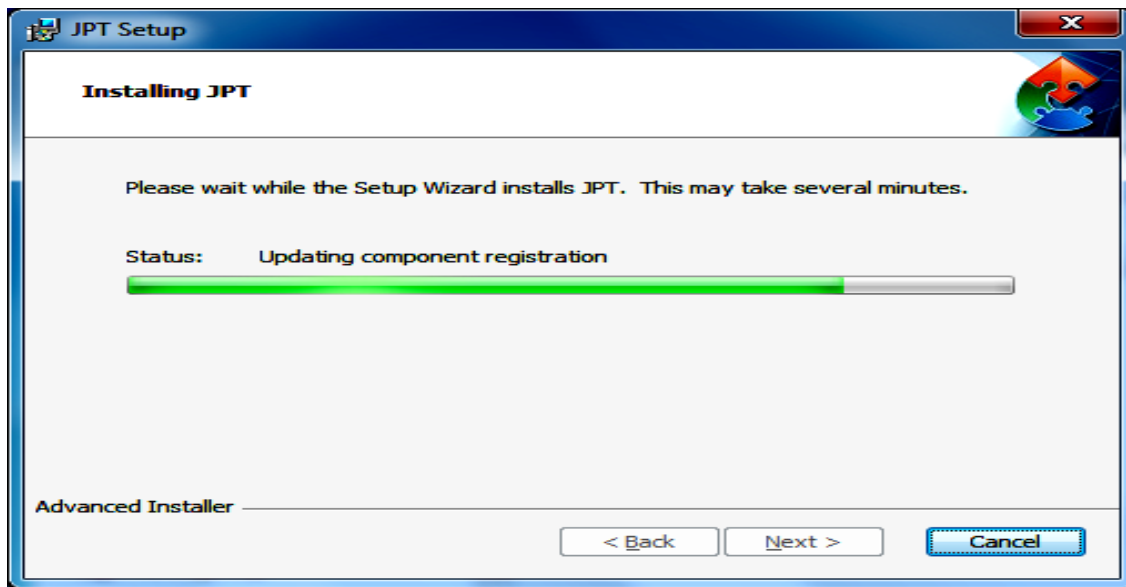 JPT Setup
Installing JPT
Please wait while the Setup Wizard installs JPT.  This may take several minutes.
Status: Updating component registration
Advanced Installer
< Back Next > Cancel